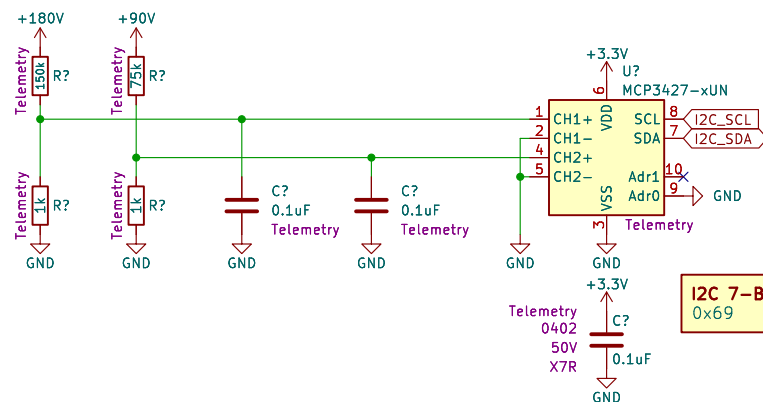 +180V
+90V
Telemetry
150k
R?
Telemetry
75k
R?
+3.3V
U?
MCP3427-xUN
6
VDD
1
CH1+
2
CH1-
4
CH2+
5
CH2-
SCL
8
I2C_SCL
SDA
7
I2C_SDA
Adr1
10
Adr0
9
GND
VSS
3
Telemetry
Telemetry
1k
R?
Telemetry
1k
R?
C?
0.1uF
Telemetry
C?
0.1uF
Telemetry
GND
GND
GND
GND
GND
GND
+3.3V
Telemetry
0402
50V
X7R
C?
0.1uF
GND
I2C 7-B
0x69